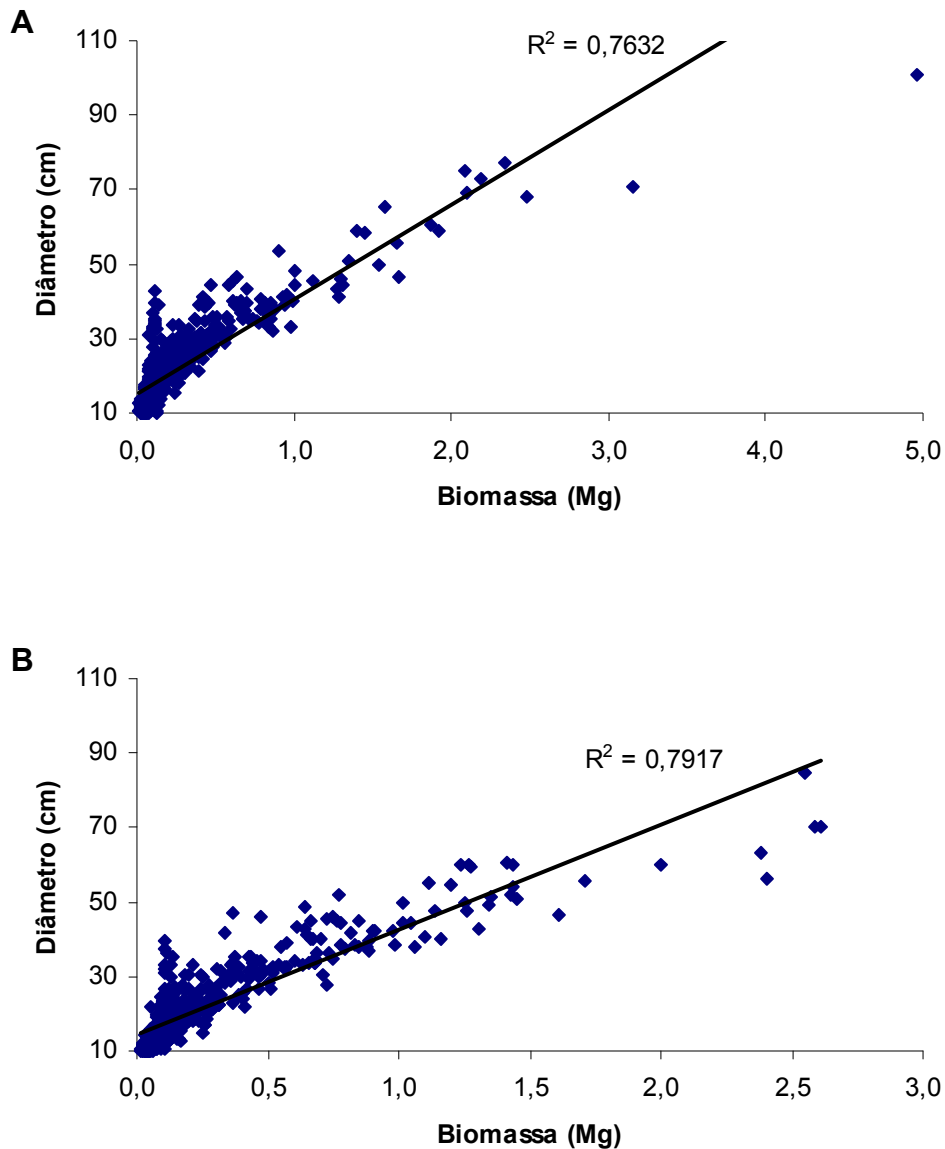 A
110
R² = 0,7632
90
70
50
30
10
Diâmetro (cm)
0,0 1,0 2,0 3,0 4,0 5,0
Biomassa (Mg)
B
110
90
R² = 0,7917
70
50
30
10
Diâmetro (cm)
0,0 0,5 1,0 1,5 2,0 2,5 3,0
Biomassa (Mg)